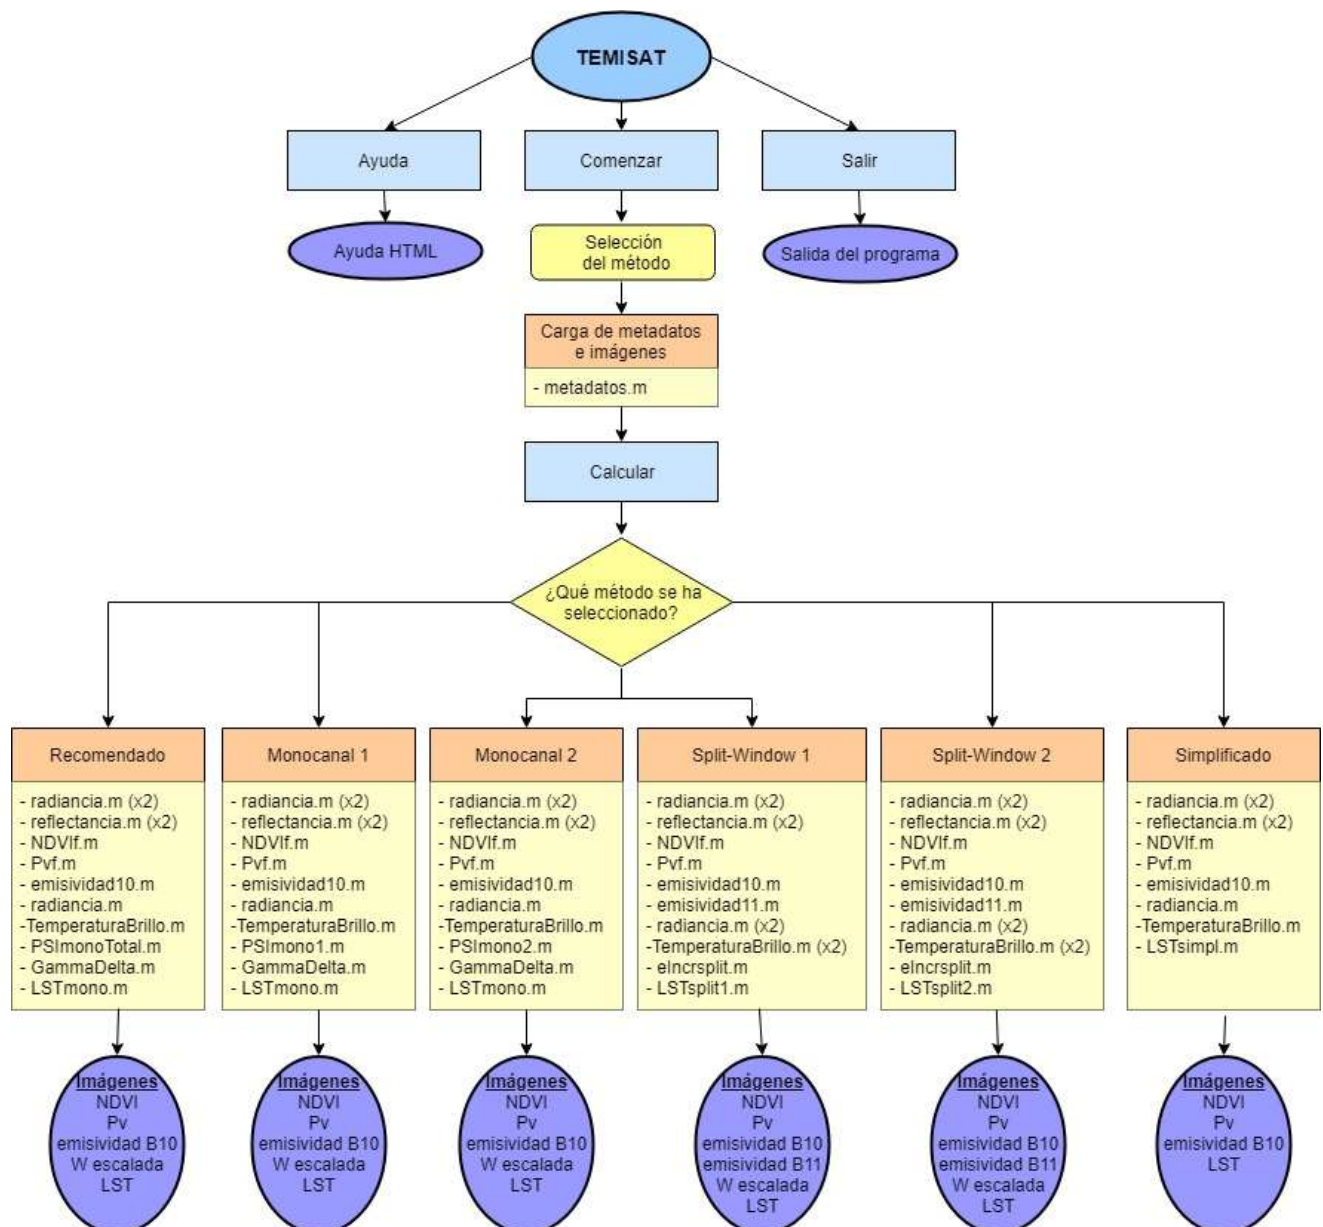 TEMISAT
Ayuda
Comenzar
Salir
Ayuda HTML
Selección
del método
Salida del programa
Carga de metadatos
e imágenes
- metadatos.m
Calcular
¿Qué método se ha
seleccionado?
Recomendado
- radiancia.m (x2)
- reflectancia.m (x2)
- NDVIf.m
- Pvf.m
- emisividad10.m
- radiancia.m
-TemperaturaBrillo.m
- PSImonoTotal.m
- GammaDelta.m
- LSTmono.m
Monocanal 1
- radiancia.m (x2)
- reflectancia.m (x2)
- NDVIf.m
- Pvf.m
- emisividad10.m
- radiancia.m
-TemperaturaBrillo.m
- PSImono1.m
- GammaDelta.m
- LSTmono.m
Monocanal 2
- radiancia.m (x2)
- reflectancia.m (x2)
- NDVIf.m
- Pvf.m
- emisividad10.m
- radiancia.m
-TemperaturaBrillo.m
- PSImono2.m
- GammaDelta.m
- LSTmono.m
Split-Window 1
- radiancia.m (x2)
- reflectancia.m (x2)
- NDVIf.m
- Pvf.m
- emisividad10.m
- emisividad11.m
- radiancia.m (x2)
-TemperaturaBrillo.m (x2)
- eIncrsplit.m
- LSTsplit1.m
Split-Window 2
- radiancia.m (x2)
- reflectancia.m (x2)
- NDVIf.m
- Pvf.m
- emisividad10.m
- emisividad11.m
- radiancia.m (x2)
-TemperaturaBrillo.m (x2)
- eIncrsplit.m
- LSTsplit2.m
Simplificado
- radiancia.m (x2)
- reflectancia.m (x2)
- NDVIf.m
- Pvf.m
- emisividad10.m
- radiancia.m
-TemperaturaBrillo.m
- LSTsimpl.m
Imágenes
NDVI
Pv
emisividad B10
W escalada
LST
Imágenes
NDVI
Pv
emisividad B10
W escalada
LST
Imágenes
NDVI
Pv
emisividad B10
W escalada
LST
Imágenes
NDVI
Pv
emisividad B10
emisividad B11
W escalada
LST
Imágenes
NDVI
Pv
emisividad B10
emisividad B11
W escalada
LST
Imágenes
NDVI
Pv
emisividad B10
LST